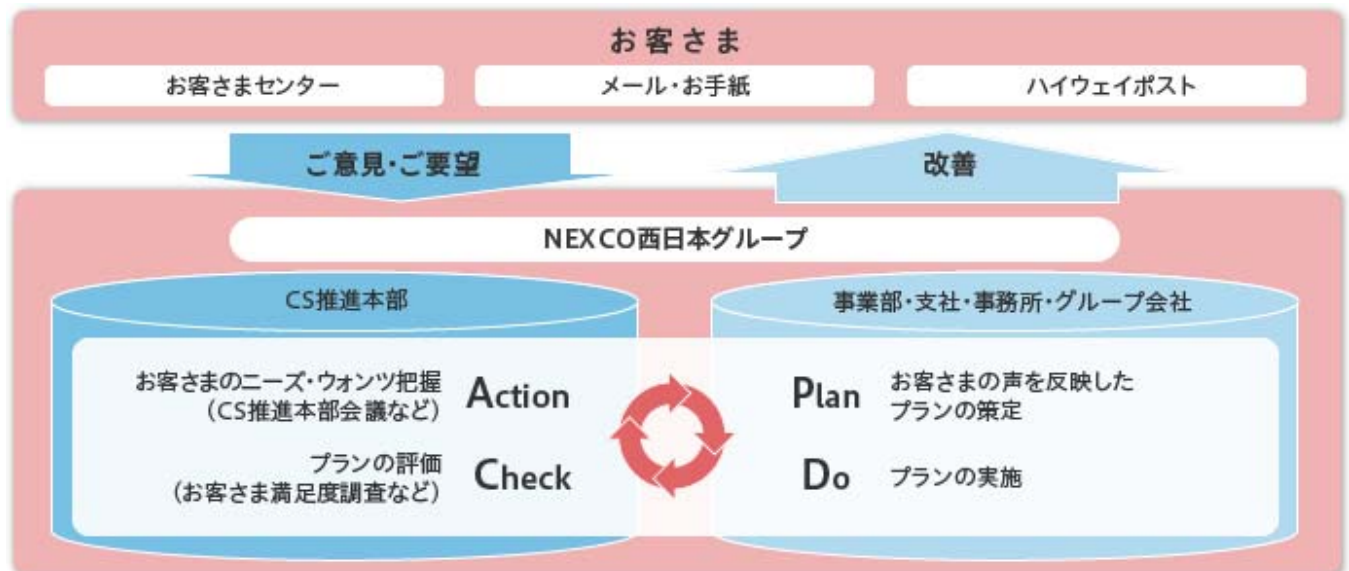 お客さま
お客さまセンター
メール・お手紙
ハイウェイポスト
ご意見・ご要望
改善
NEXCO西日本グループ
CS推進本部
事業部・支社・事務所・グループ会社
お客さまのニーズ・ウォンツ把握
（CS推進本部会議など）
Action
プランの評価
（お客さま満足度調査など）
Check
Plan
お客さまの声を反映した
プランの策定
Do
プランの実施